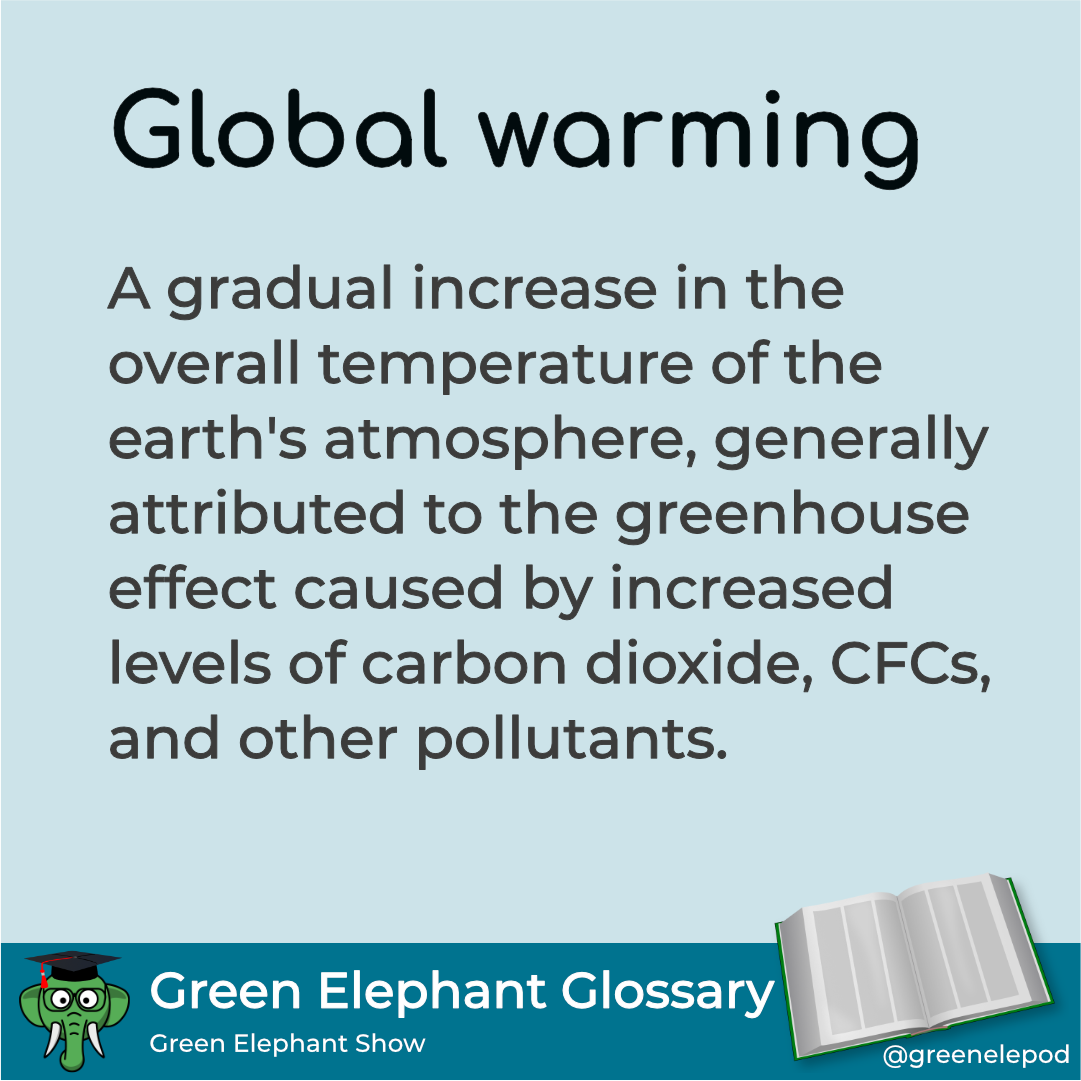 Global warming
A gradual increase in the
overall temperature of the
earth's atmosphere, generally
attributed to the greenhouse
effect caused by increased
levels of carbon dioxide, CFCs,
and other pollutants.
Green Elephant Glossary
Green Elephant Show
@greenelepod